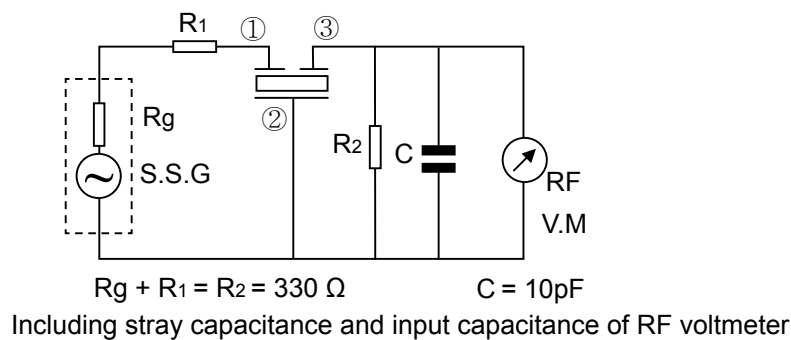 R1
①
③
Rg
②
R2
C
S.S.G
RF
V.M
Rg + R1 = R2 = 330 Ω
C = 10pF
Including stray capacitance and input capacitance of RF voltmeter